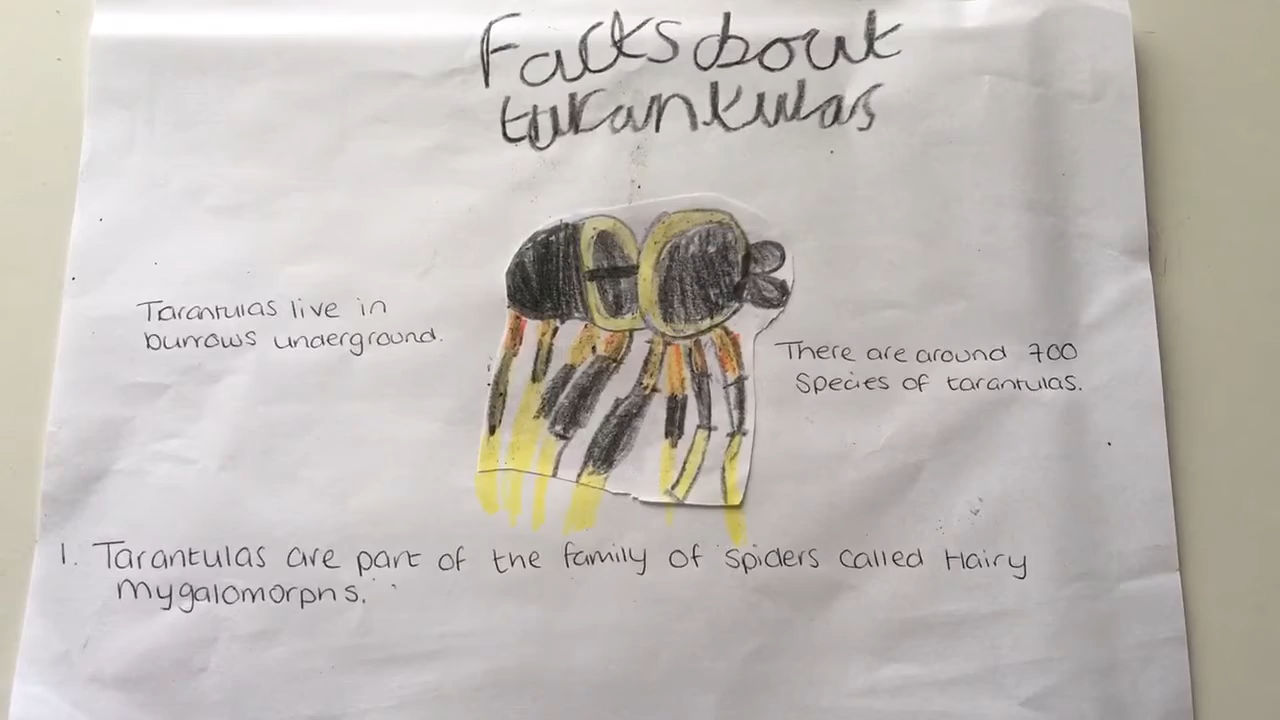 Facts about
tarantulas
Tarantulas live in
burrows underground.
There are around 700
Species of tarantulas.
1. Tarantulas are part of the family of Spiders called Hairy
Mygalomorphs.